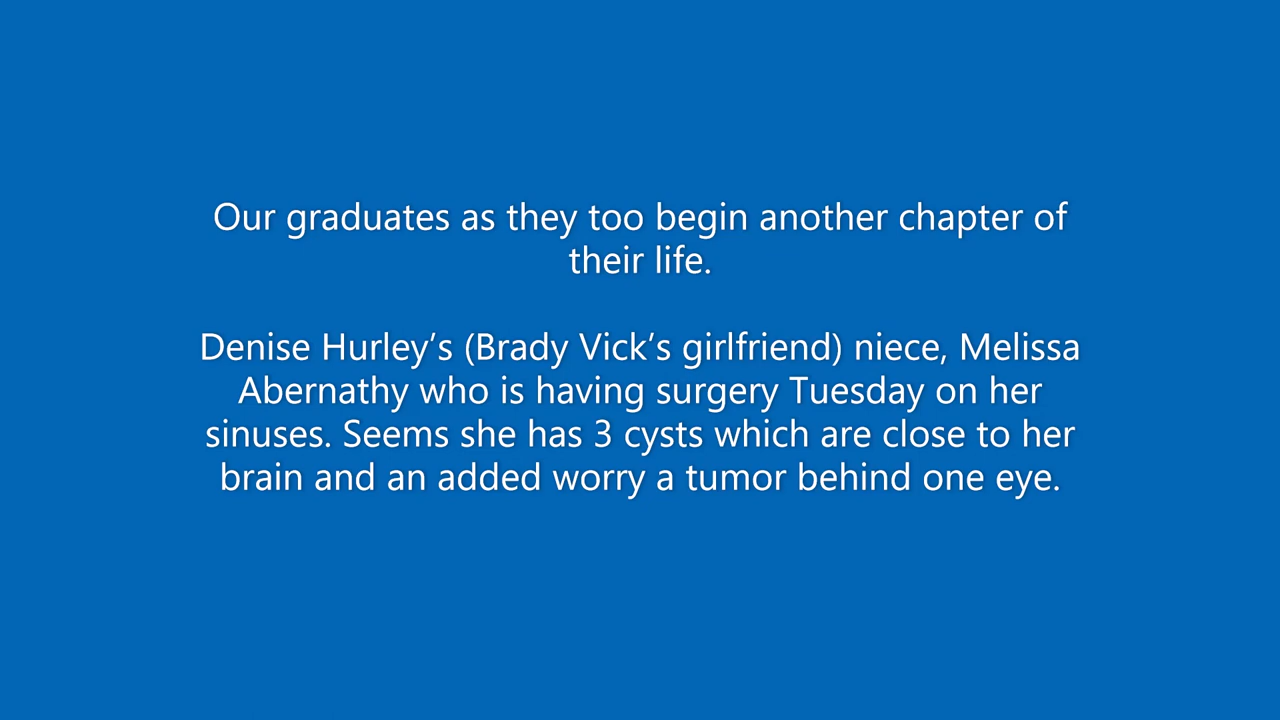 Our graduates as they too begin another chapter of
their life.
Denise Hurley’s (Brady Vick’s girlfriend) niece, Melissa
Abernathy who is having surgery Tuesday on her
sinuses. Seems she has 3 cysts which are close to her
brain and an added worry a tumor behind one eye.